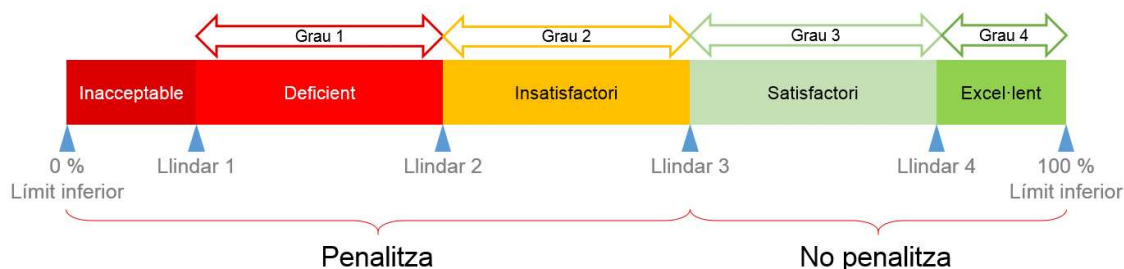 Grau 1 Grau 2 Grau 3 Grau 4
Inacceptable Deficient Insatisfactori Satisfactori Excel·lent
0 % Llindar 1 Llindar 2 Llindar 3 Llindar 4 100 %
Límit inferior Límit inferior
Penalitza No penalitza